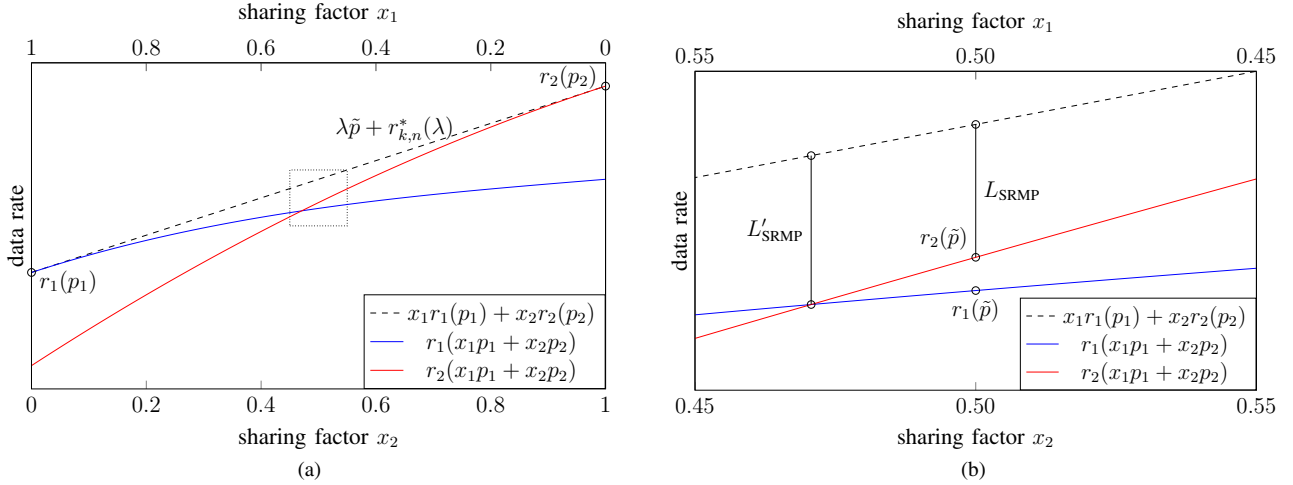 sharing factor x₁
1 0.8 0.6 0.4 0.2 0
r₂(p₂)
λp̃ + r*ₖ,ₙ(λ)
data rate
r₁(p₁)
x₁r₁(p₁) + x₂r₂(p₂)
r₁(x₁p₁ + x₂p₂)
r₂(x₁p₁ + x₂p₂)
0 0.2 0.4 0.6 0.8 1
sharing factor x₂
(a)
sharing factor x₁
0.55 0.50 0.45
data rate
L′SRMP
LSRMP
r₂(p̃)
r₁(p̃)
x₁r₁(p₁) + x₂r₂(p₂)
r₁(x₁p₁ + x₂p₂)
r₂(x₁p₁ + x₂p₂)
0.45 0.50 0.55
sharing factor x₂
(b)